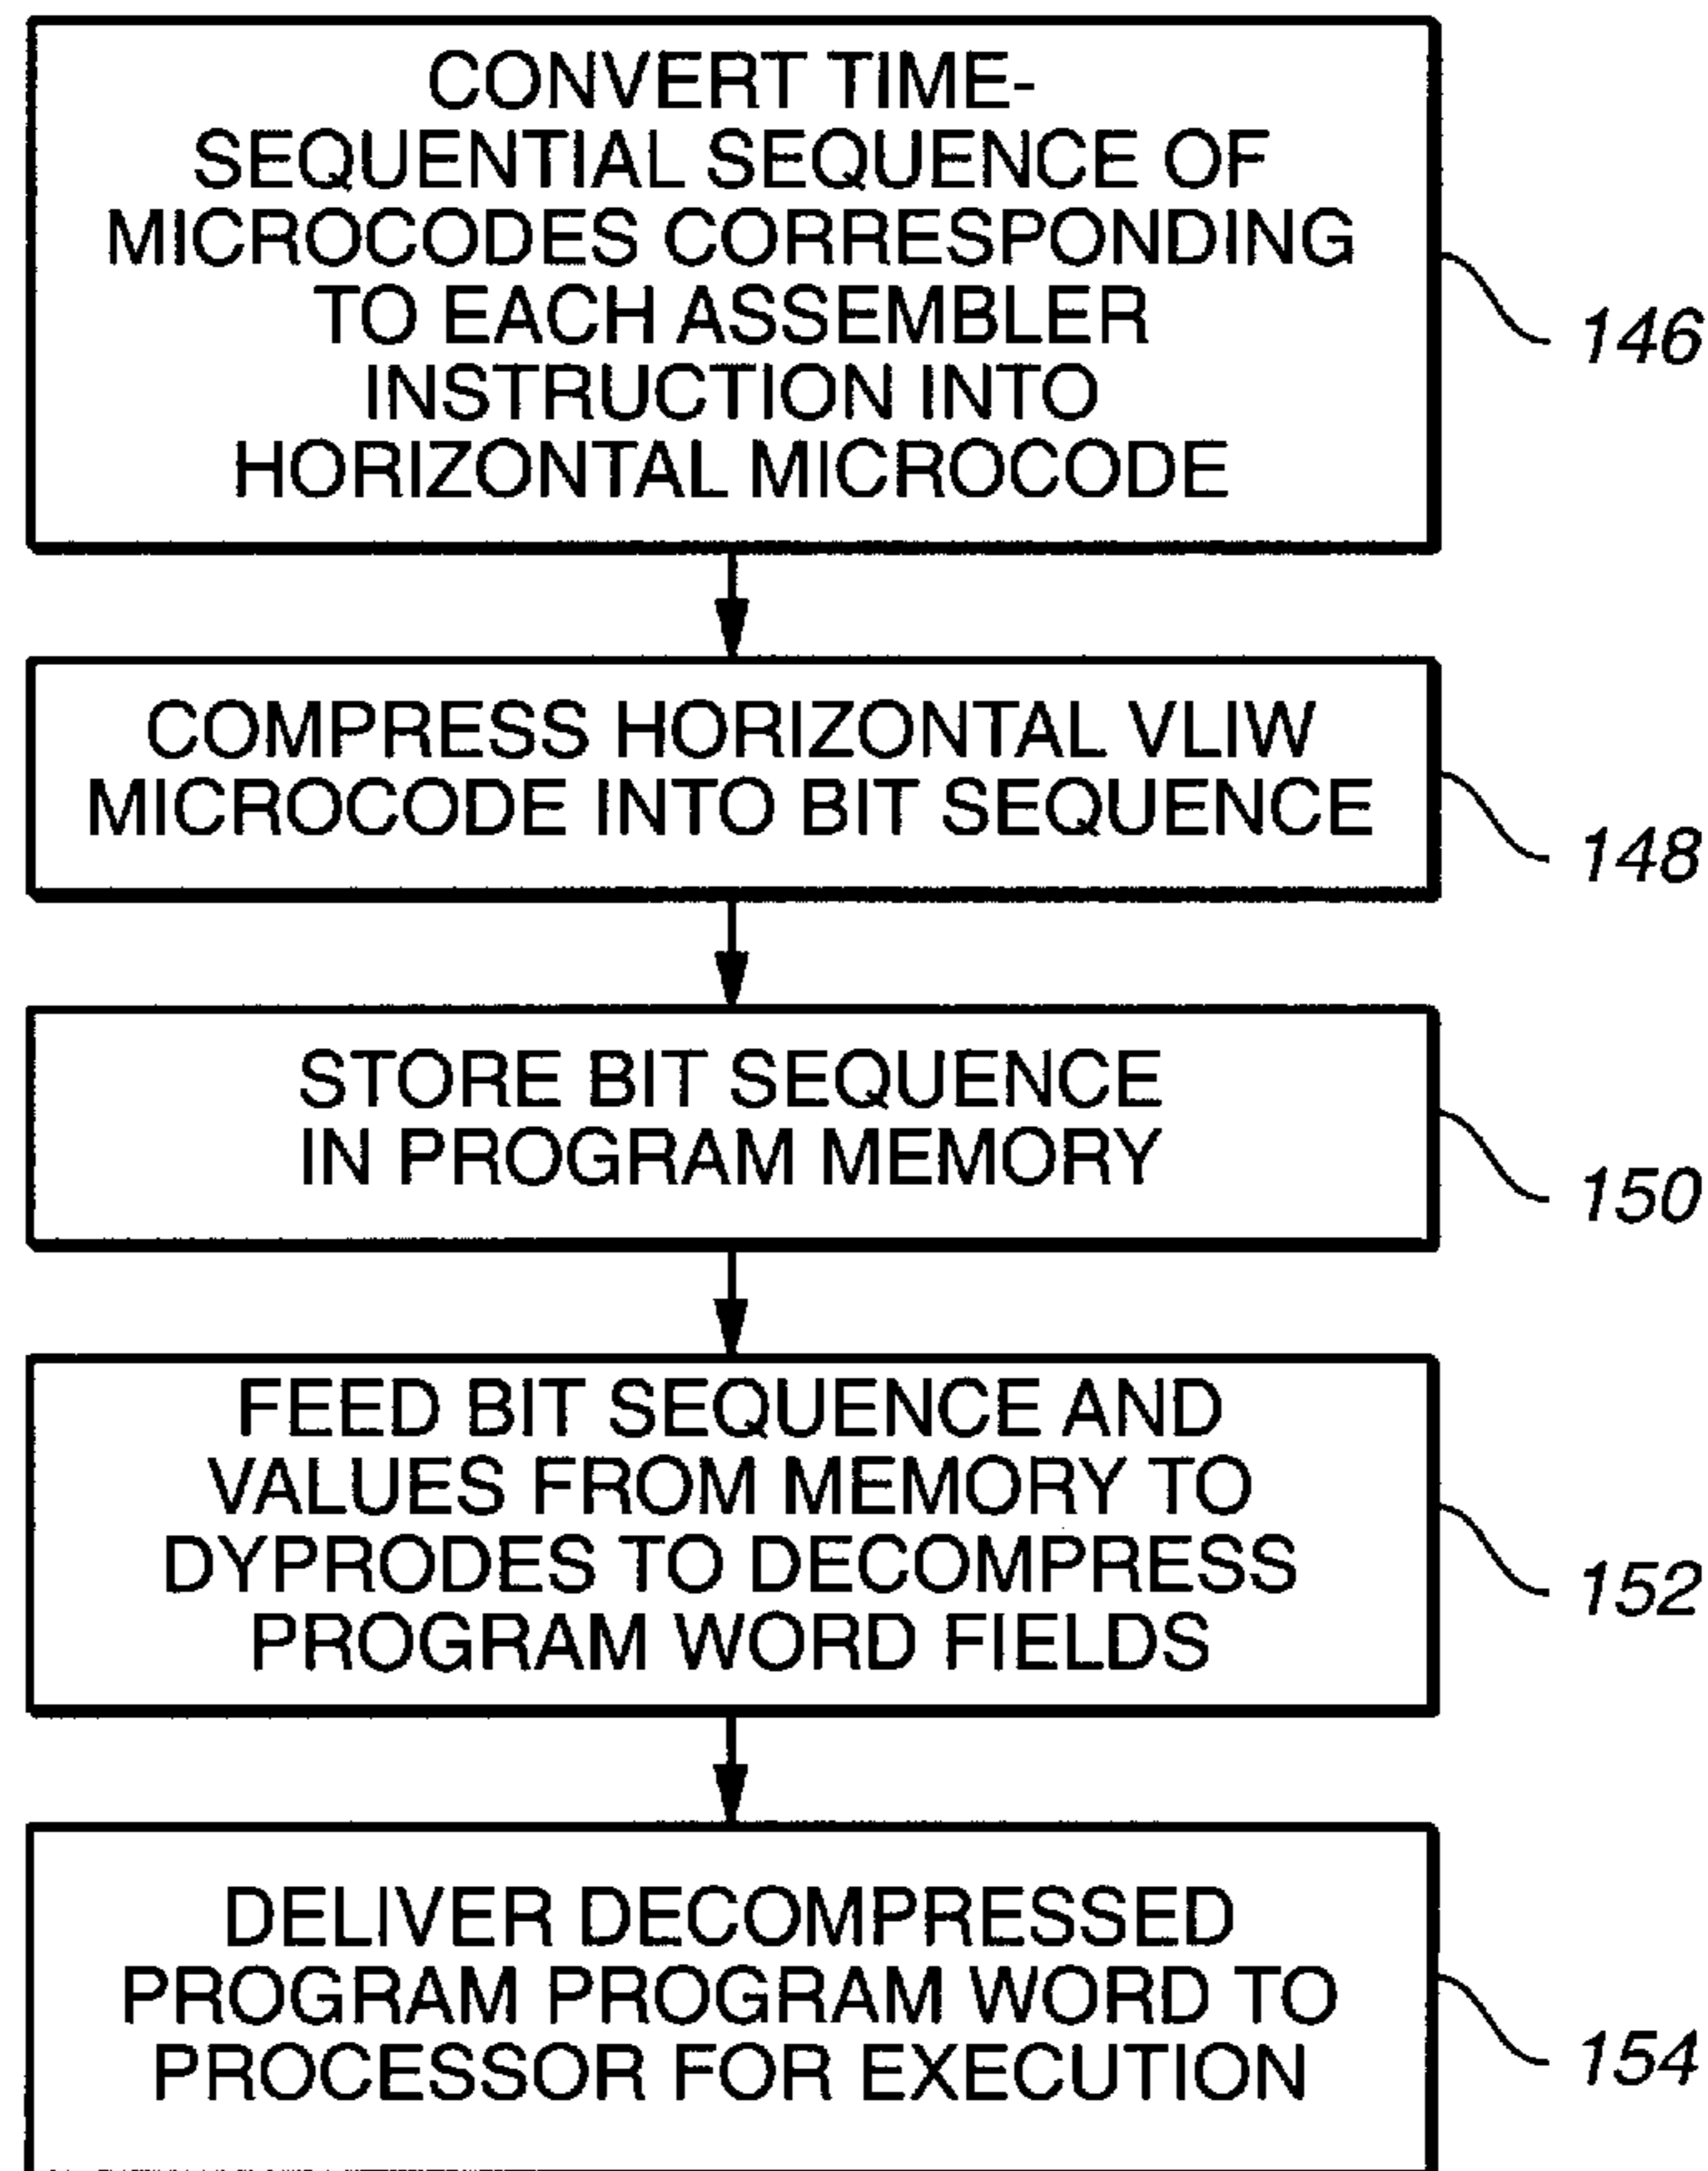 CONVERT TIME-
SEQUENTIAL SEQUENCE OF
MICROCODES CORRESPONDING
TO EACH ASSEMBLER
INSTRUCTION INTO
HORIZONTAL MICROCODE
146
COMPRESS HORIZONTAL VLIW
MICROCODE INTO BIT SEQUENCE
148
STORE BIT SEQUENCE
IN PROGRAM MEMORY
150
FEED BIT SEQUENCE AND
VALUES FROM MEMORY TO
DYPRODES TO DECOMPRESS
PROGRAM WORD FIELDS
152
DELIVER DECOMPRESSED
PROGRAM PROGRAM WORD TO
PROCESSOR FOR EXECUTION
154